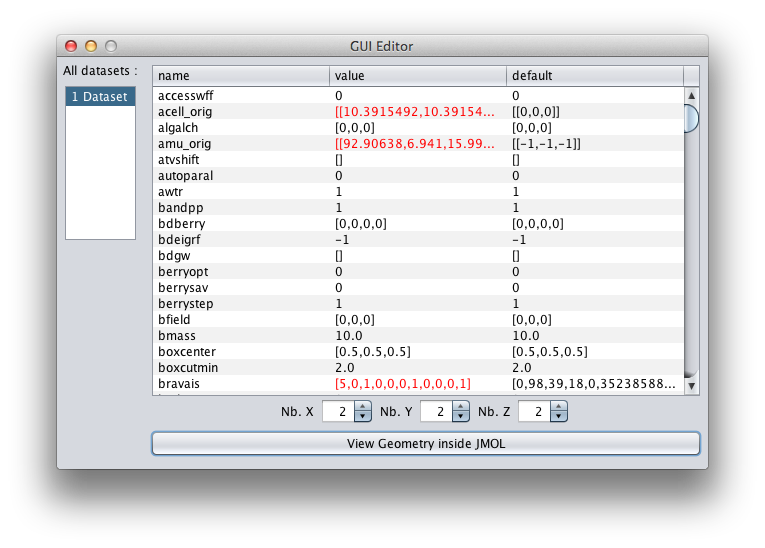 GUI Editor
All datasets :
1 Dataset
name value default
accesswff 0 0
acell_orig [[10.3915492,10.39154... [[0,0,0]]
algalch [0,0,0] [0,0,0]
amu_orig [[92.90638,6.941,15.99... [[-1,-1,-1]]
atvshift [] []
autoparal 0 0
awtr 1 1
bandpp 1 1
bdberry [0,0,0,0] [0,0,0,0]
bdeigrf -1 -1
bdgw [] []
berryopt 0 0
berrysav 0 0
berrystep 1 1
bfield [0,0,0] [0,0,0]
bmass 10.0 10.0
boxcenter [0.5,0.5,0.5] [0.5,0.5,0.5]
boxcutmin 2.0 2.0
bravais [5,0,1,0,0,0,1,0,0,0,1] [0,98,39,18,0,35238588...
Nb. X 2 Nb. Y 2 Nb. Z 2
View Geometry inside JMOL